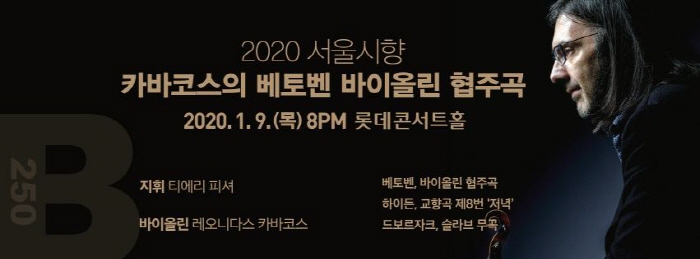 2020 서울시향
카바코스의 베토벤 바이올린 협주곡
2020. 1. 9.(목) 8PM 롯데콘서트홀
B
250
지휘 티에리 피셔
바이올린 레오니다스 카바코스
베토벤, 바이올린 협주곡
하이든, 교향곡 제8번 '저녁'
드보르자크, 슬라브 무곡